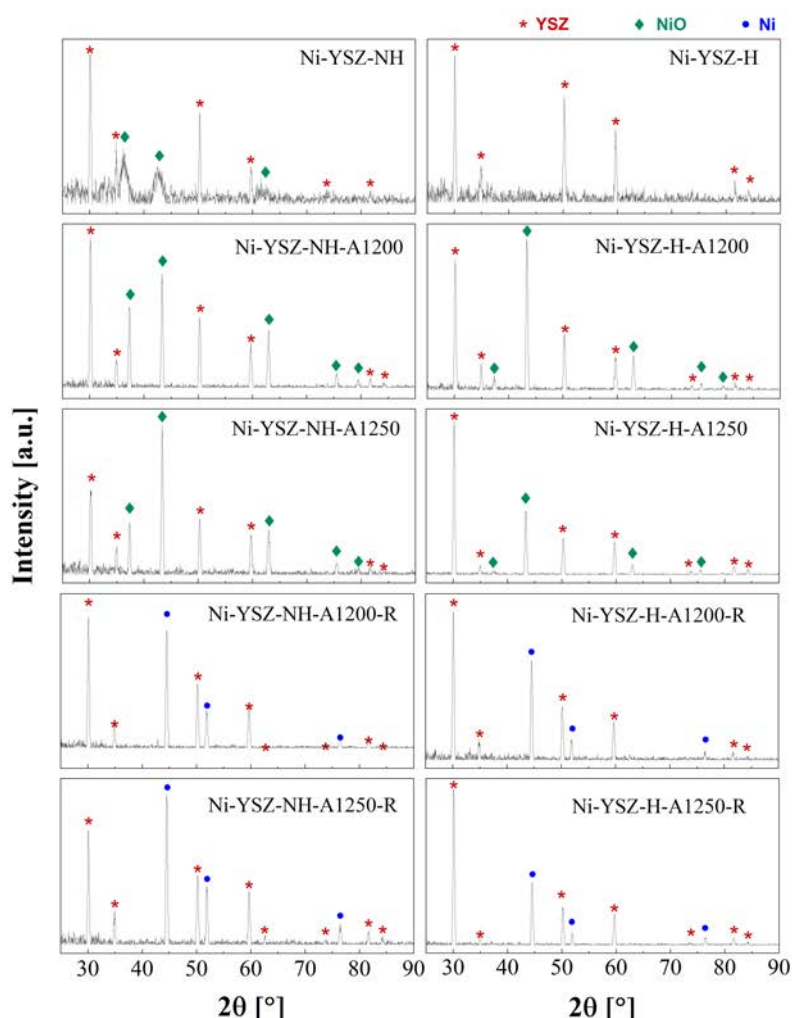 * YSZ ◆ NiO ● Ni
Ni-YSZ-NH
Ni-YSZ-H
Ni-YSZ-NH-A1200
Ni-YSZ-H-A1200
Ni-YSZ-NH-A1250
Ni-YSZ-H-A1250
Ni-YSZ-NH-A1200-R
Ni-YSZ-H-A1200-R
Ni-YSZ-NH-A1250-R
Ni-YSZ-H-A1250-R
Intensity [a.u.]
30 40 50 60 70 80 90 30 40 50 60 70 80 90
2θ [°] 2θ [°]